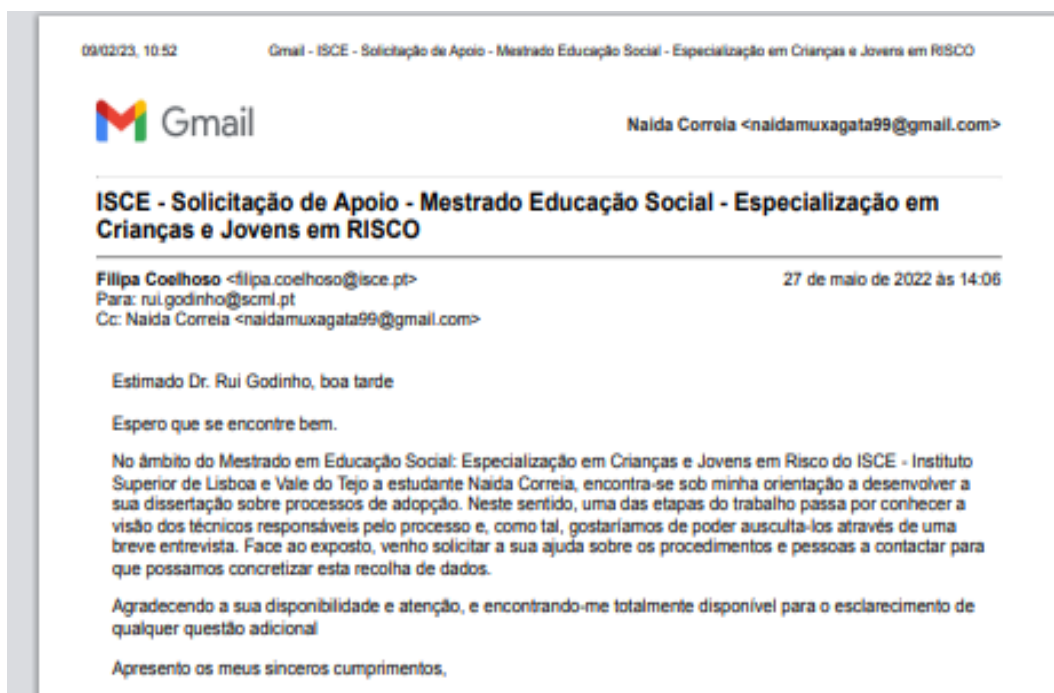 09/02/23, 10:52 Gmail - ISCE - Solicitação de Apoio - Mestrado Educação Social - Especialização em Crianças e Jovens em RISCO
Gmail
Naida Correia <naidamuxagata99@gmail.com>
ISCE - Solicitação de Apoio - Mestrado Educação Social - Especialização em
Crianças e Jovens em RISCO
Filipa Coelhoso <filipa.coelhoso@isce.pt> 27 de maio de 2022 às 14:06
Para: rui.godinho@scml.pt
Cc: Naida Correia <naidamuxagata99@gmail.com>
Estimado Dr. Rui Godinho, boa tarde
Espero que se encontre bem.
No âmbito do Mestrado em Educação Social: Especialização em Crianças e Jovens em Risco do ISCE - Instituto
Superior de Lisboa e Vale do Tejo a estudante Naida Correia, encontra-se sob minha orientação a desenvolver a
sua dissertação sobre processos de adopção. Neste sentido, uma das etapas do trabalho passa por conhecer a
visão dos técnicos responsáveis pelo processo e, como tal, gostaríamos de poder ausculta-los através de uma
breve entrevista. Face ao exposto, venho solicitar a sua ajuda sobre os procedimentos e pessoas a contactar para
que possamos concretizar esta recolha de dados.
Agradecendo a sua disponibilidade e atenção, e encontrando-me totalmente disponível para o esclarecimento de
qualquer questão adicional
Apresento os meus sinceros cumprimentos,